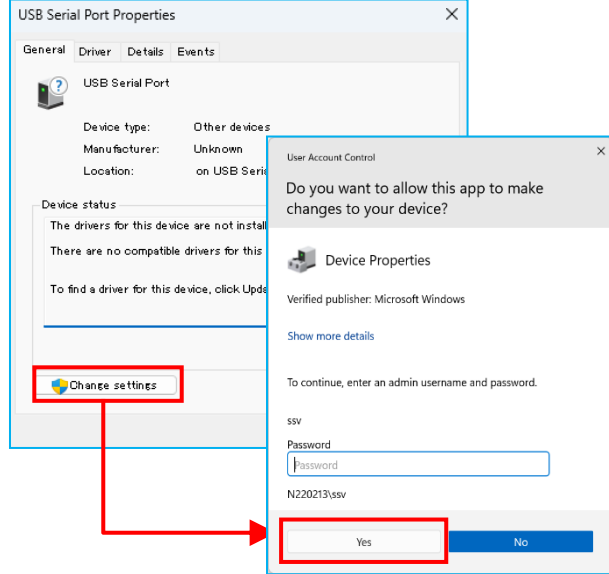 USB Serial Port Properties
General Driver Details Events
USB Serial Port
Device type: Other devices
Manufacturer: Unknown
Location: on USB
Device status
The drivers for this device are not
There are no compatible drivers for this
To find a driver for this device, click
Change settings
User Account Control
Do you want to allow this app to make
changes to your device?
Device Properties
Verified publisher: Microsoft Windows
Show more details
To continue, enter an admin username and password.
ssv
Password
Password
N220213\ssv
Yes No